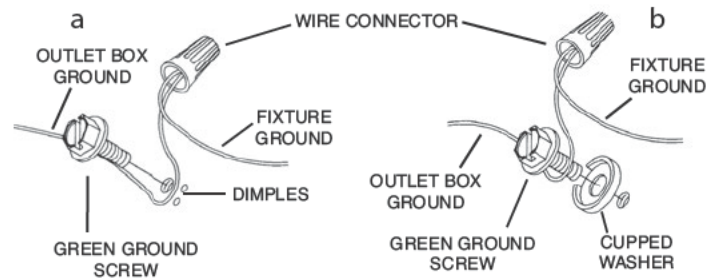 a
WIRE CONNECTOR
b
OUTLET BOX
GROUND
FIXTURE
GROUND
DIMPLES
GREEN GROUND
SCREW
FIXTURE
GROUND
OUTLET BOX
GROUND
GREEN GROUND
SCREW
CUPPED
WASHER